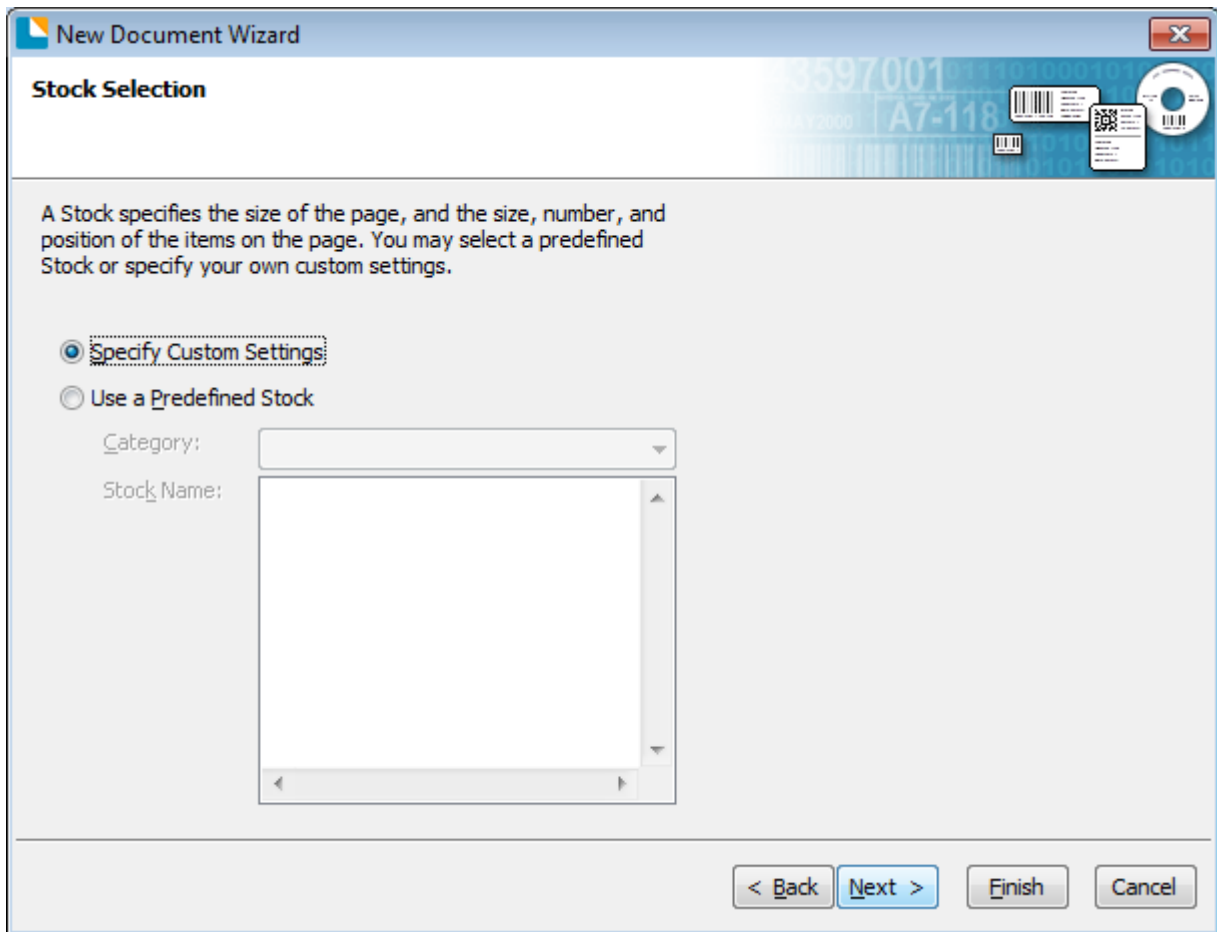 New Document Wizard
Stock Selection
3597001
01110100010101
MAY2000
A7-118
A Stock specifies the size of the page, and the size, number, and
position of the items on the page. You may select a predefined
Stock or specify your own custom settings.
Specify Custom Settings
Use a Predefined Stock
Category:
Stock Name:
< Back
Next >
Finish
Cancel